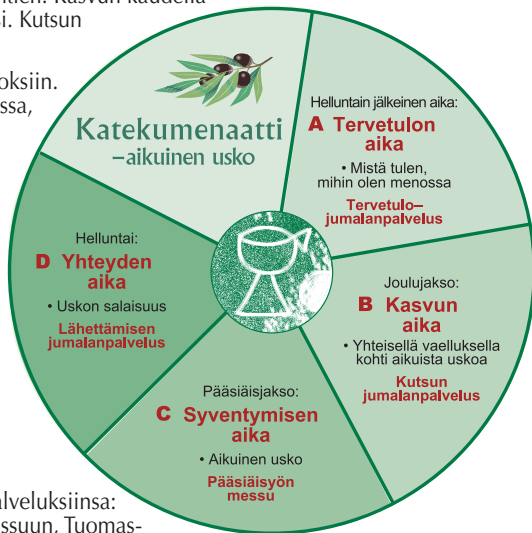 ntien. Kasvun kaudella
si. Kutsun
oksiin.
ssa,
Katekumenaatti
–aikuinen usko
Helluntain jälkeinen aika:
A Tervetulon
aika
• Mistä tulen,
mihin olen menossa
Tervetulo–
jumalanpalvelus
Joulujakso:
B Kasvun
aika
• Yhteisellä vaelluksella
kohti aikuista uskoa
Kutsun
jumalanpalvelus
Pääsiäisjakso:
C Syventymisen
aika
• Aikuinen usko
Pääsiäisyön
messu
Helluntai:
D Yhteyden
aika
• Uskon salaisuus
Lähettämisen
jumalanpalvelus
alveluksiinsa:
ssuun, Tuomas-